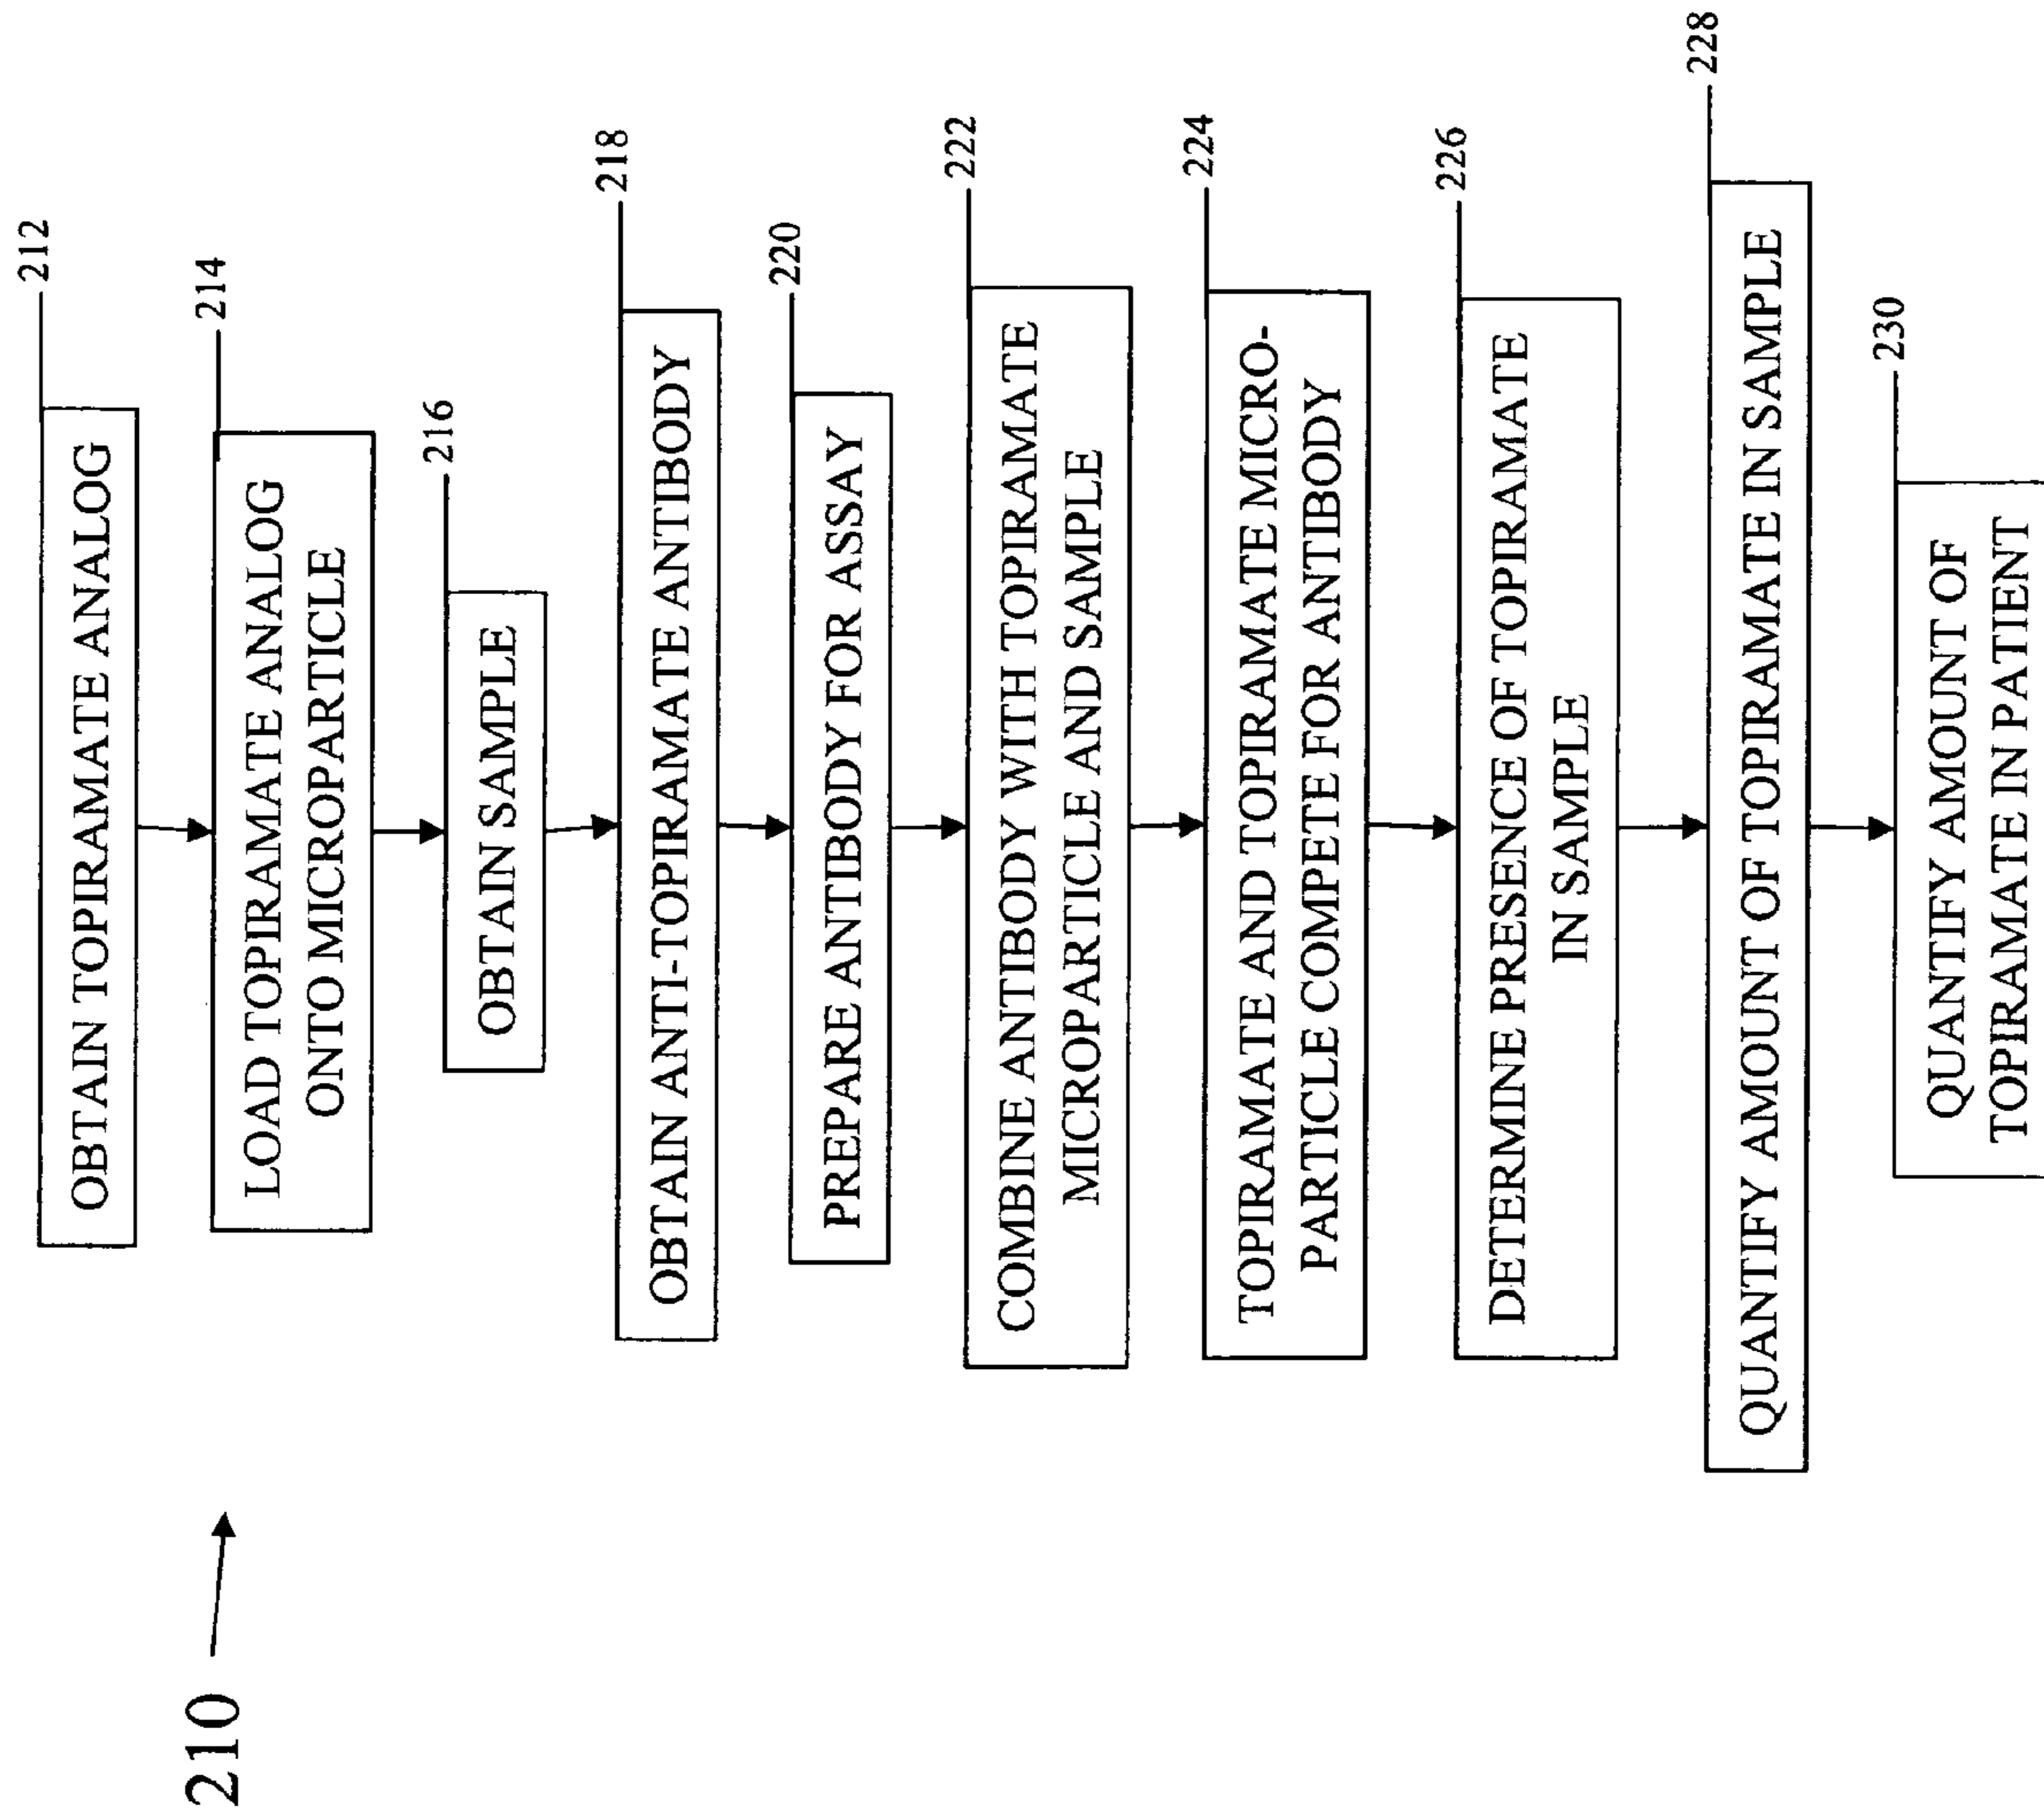 210
212
OBTAIN TOPIRAMATE ANALOG
214
LOAD TOPIRAMATE ANALOG
ONTO MICROPARTICLE
216
OBTAIN SAMPLE
218
OBTAIN ANTI-TOPIRAMATE ANTIBODY
220
PREPARE ANTIBODY FOR ASSAY
222
COMBINE ANTIBODY WITH TOPIRAMATE
MICROPARTICLE AND SAMPLE
224
TOPIRAMATE AND TOPIRAMATE MICRO-
PARTICLE COMPETE FOR ANTIBODY
226
DETERMINE PRESENCE OF TOPIRAMATE
IN SAMPLE
228
QUANTIFY AMOUNT OF TOPIRAMATE IN SAMPLE
230
QUANTIFY AMOUNT OF
TOPIRAMATE IN PATIENT